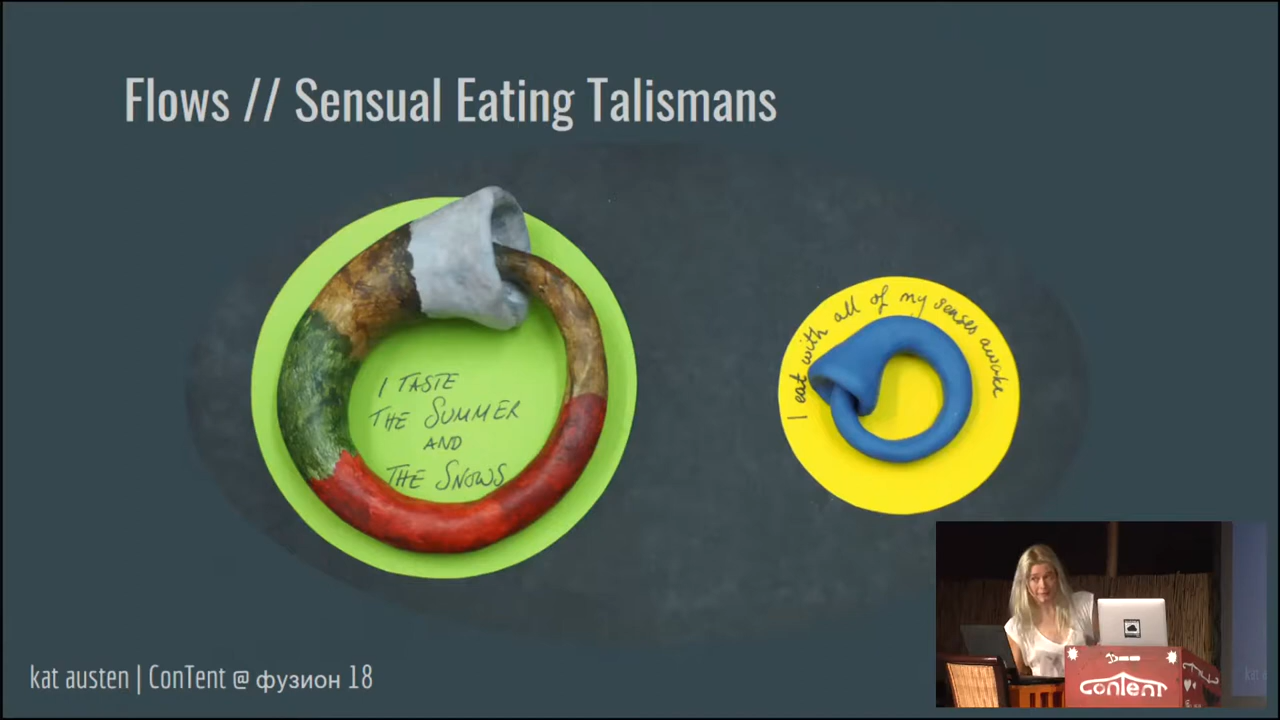 Flows // Sensual Eating Talismans
I TASTE
THE SUMMER
AND
THE SNOWS
I eat with all of my senses awake
kat austen | ConTent @ фузион 18
content